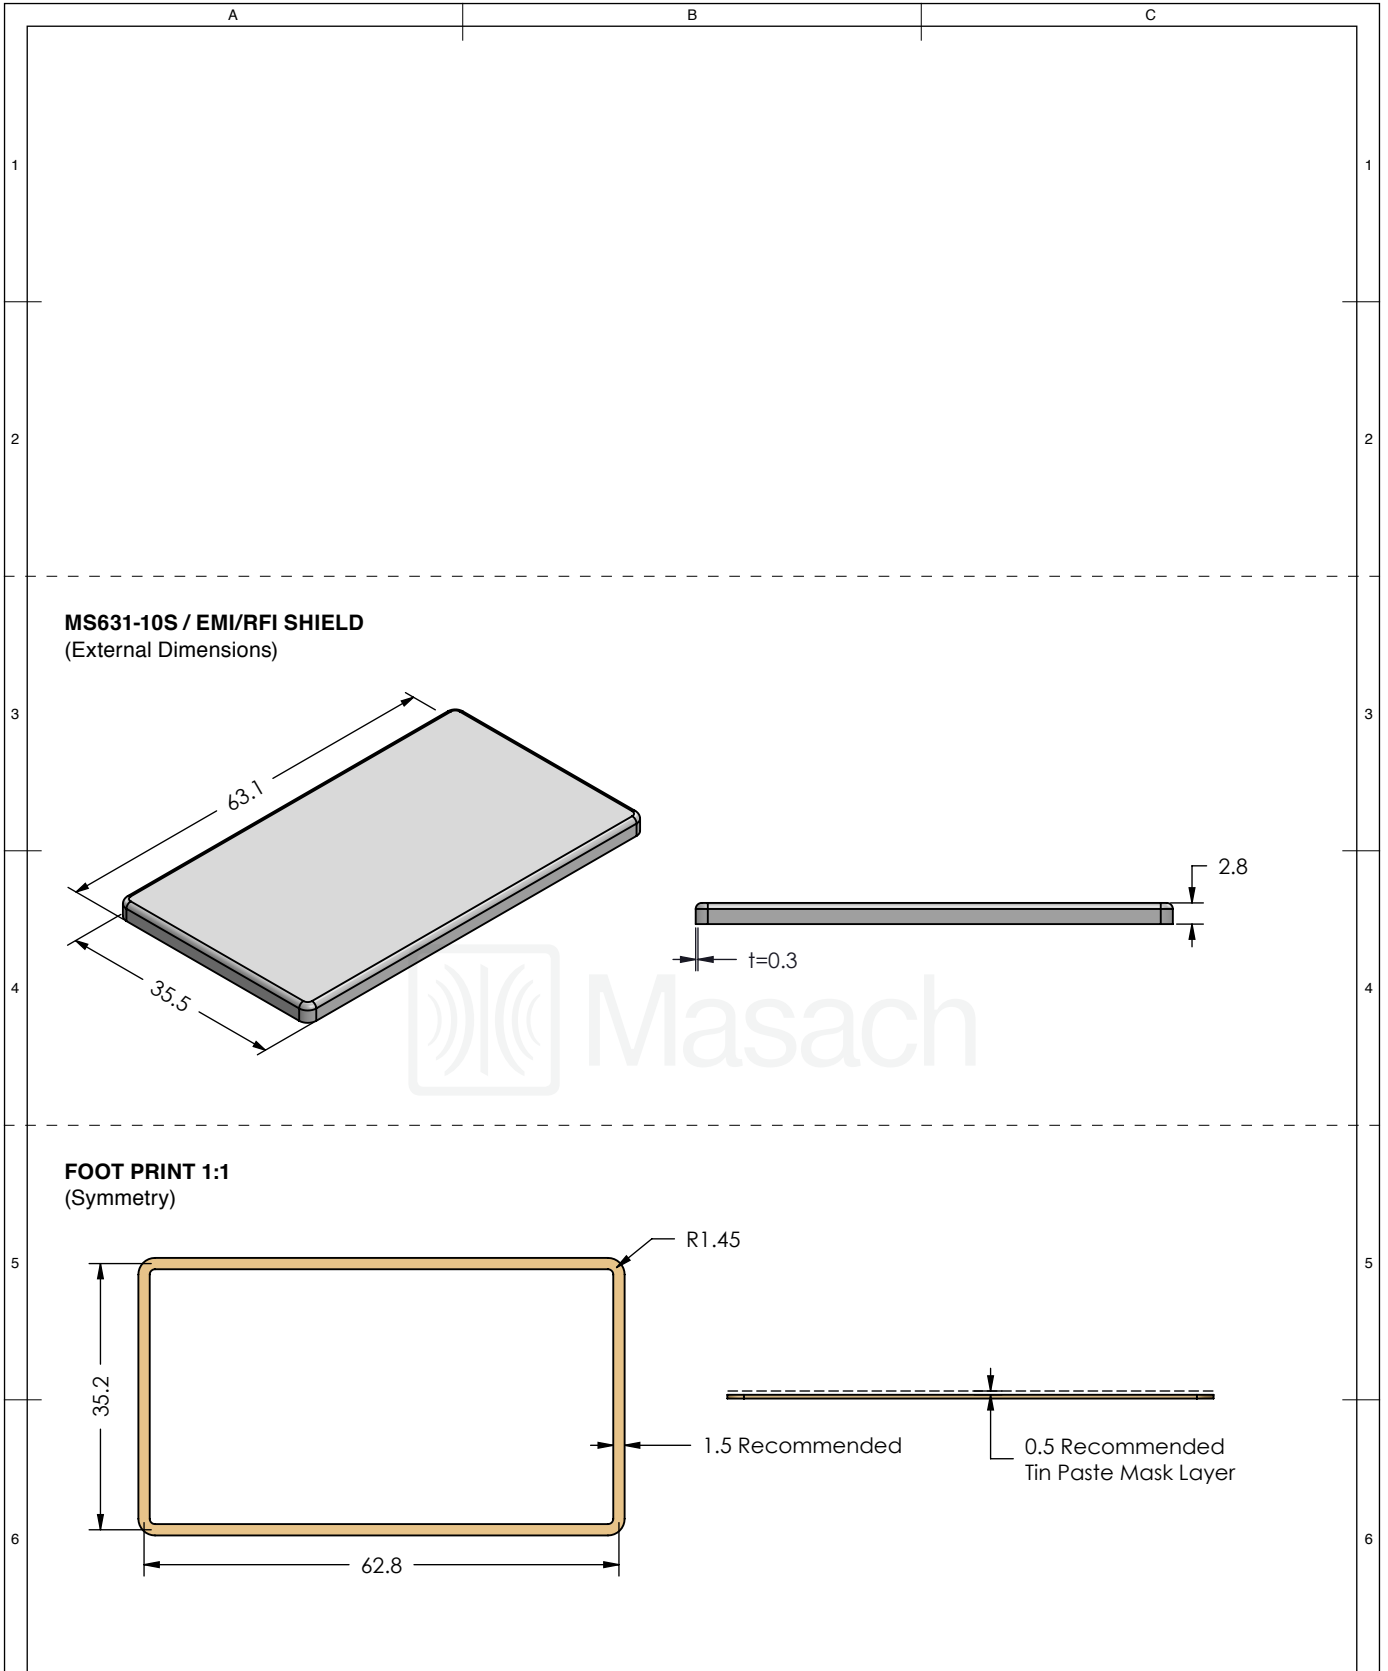 A B C
1 1
2 2
MS631-10S / EMI/RFI SHIELD
(External Dimensions)
3 3
63.1
2.8
t=0.3
35.5
4 4
Masach
FOOT PRINT 1:1
(Symmetry)
R1.45
5 5
35.2
1.5 Recommended
0.5 Recommended
Tin Paste Mask Layer
6 6
62.8